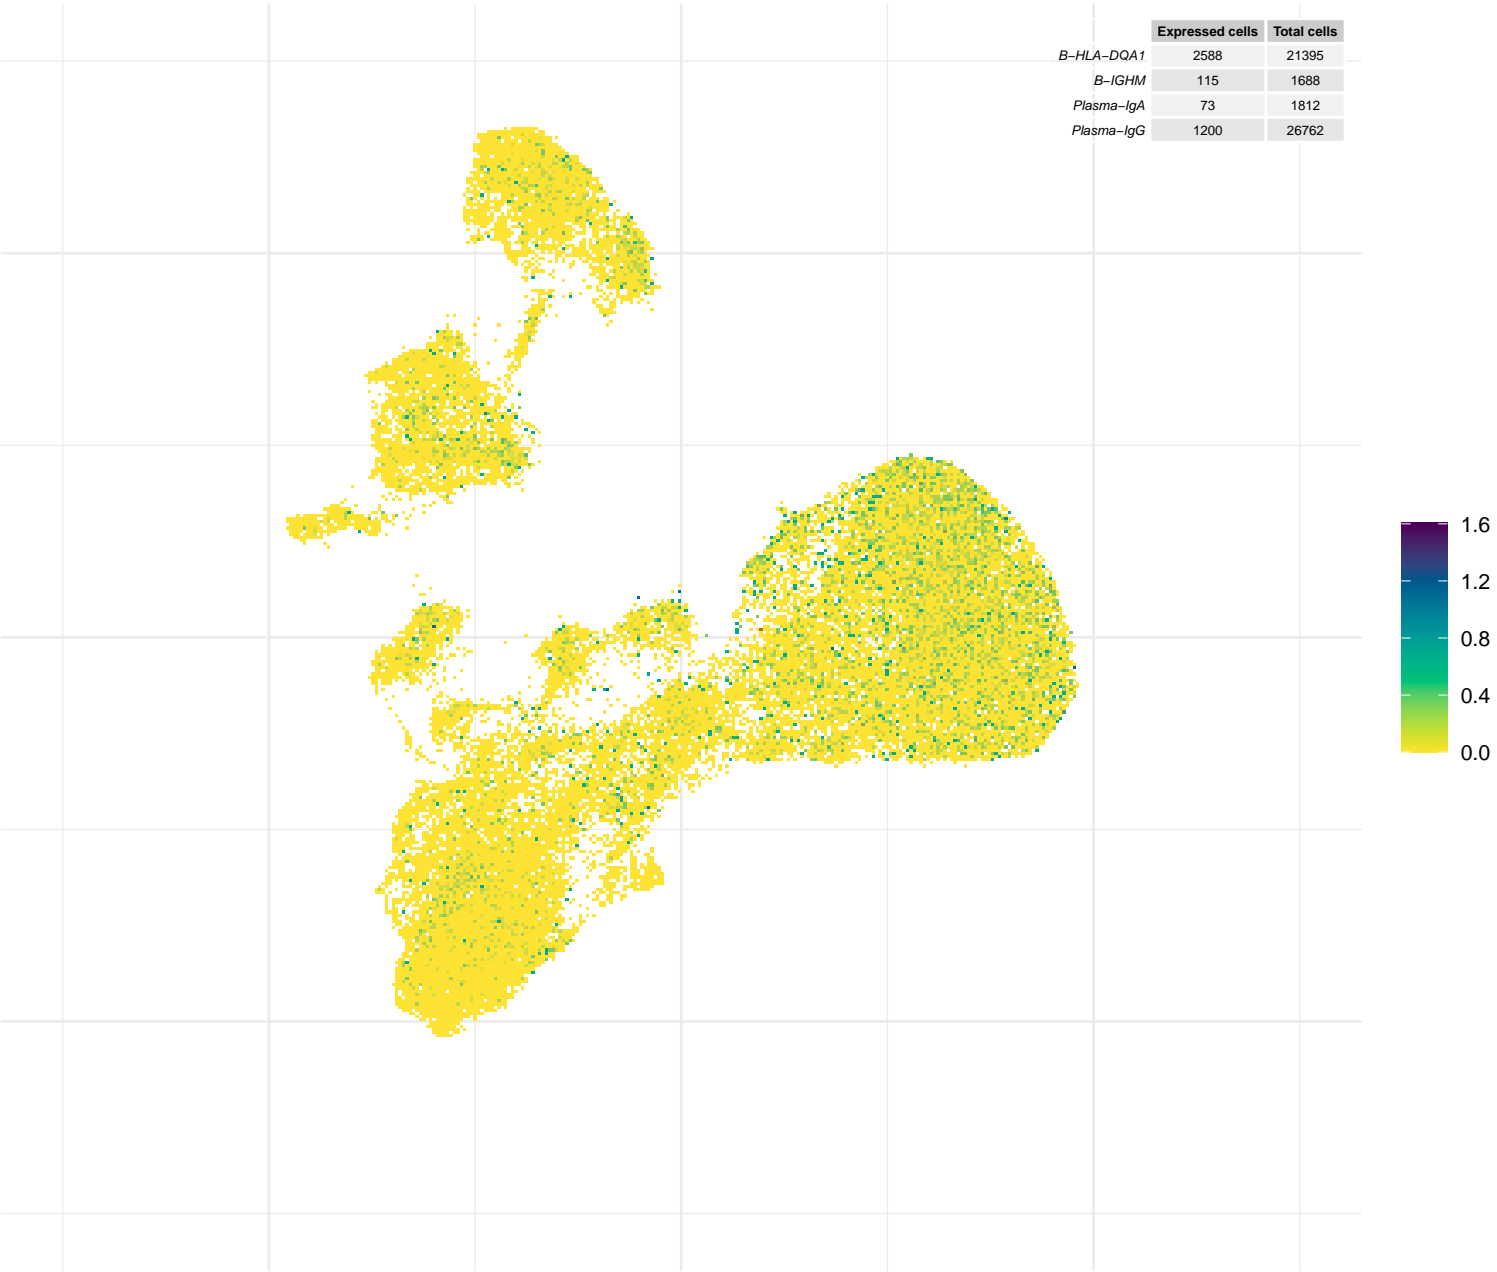 Expressed cells Total cells
B−HLA−DQA1 2588 21395
B−IGHM 115 1688
Plasma−IgA 73 1812
Plasma−IgG 1200 26762
1.6
1.2
0.8
0.4
0.0